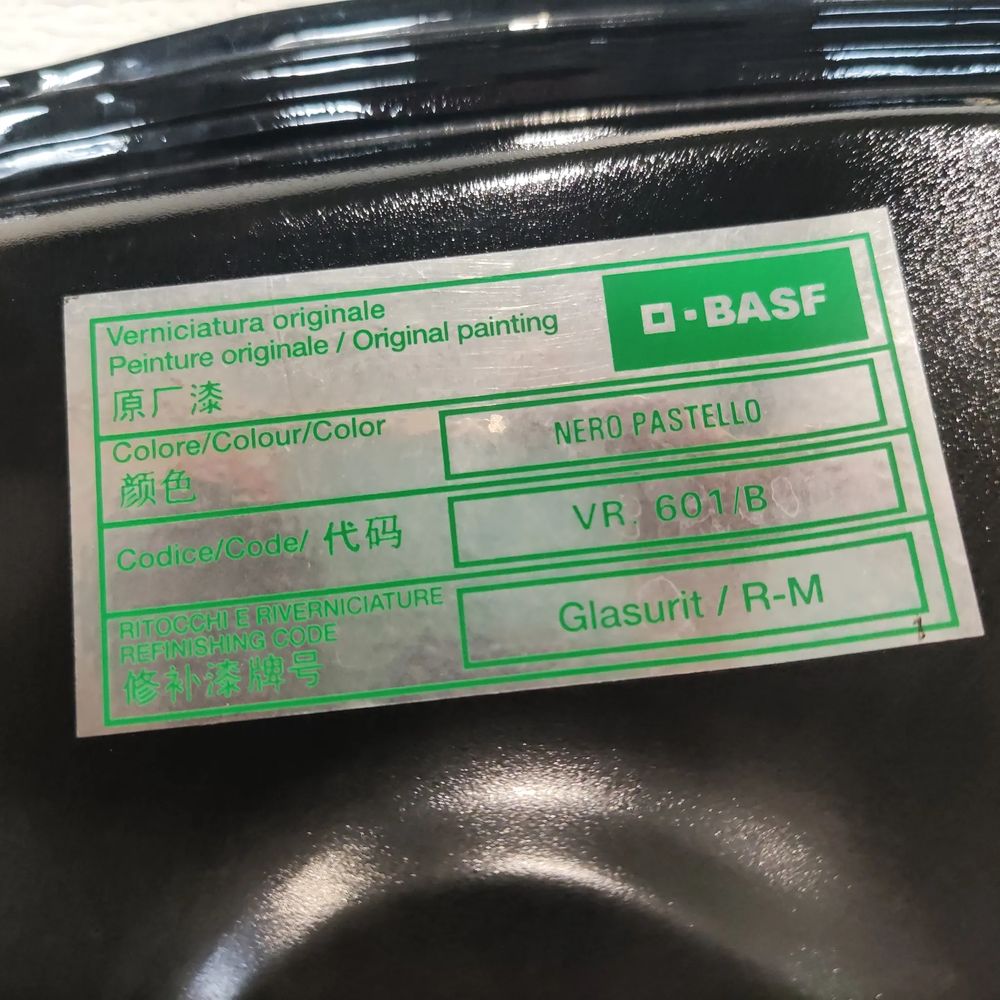 Verniciatura originale
Peinture originale / Original painting
原厂漆
BASF
Colore/Colour/Color
颜色
NERO PASTELLO
Codice/Code/ 代码
VR. 601/B
RITOCCHI E RIVERNICIATURE
REFINISHING CODE
修补漆牌号
Glasurit / R-M
1